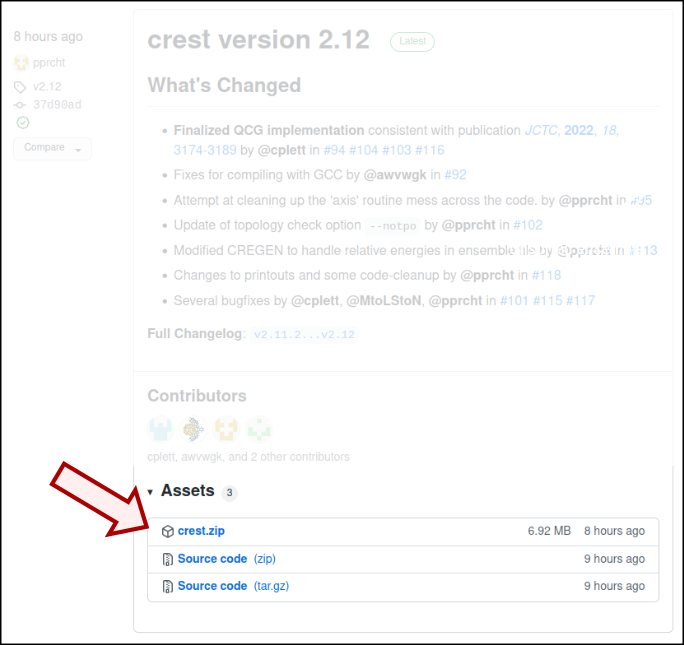 8 hours ago
pprcht
v2.12
37d90ad
Compare
crest version 2.12 Latest
What's Changed
• Finalized QCG implementation consistent with publication JCTC, 2022, 18,
3174-3189 by @cplett in #94 #104 #103 #116
• Fixes for compiling with GCC by @awvwgk in #92
• Attempt at cleaning up the 'axis' routine mess across the code. by @pprcht in #95
• Update of topology check option --notpo by @pprcht in #102
• Modified CREGEN to handle relative energies in ensemble file by @pprcht in #113
• Changes to printouts and some code-cleanup by @pprcht in #118
• Several bugfixes by @cplett, @MtoLStoN, @pprcht in #101 #115 #117
Full Changelog: v2.11.2...v2.12
Contributors
cplett, awvwgk, and 2 other contributors
Assets 3
crest.zip 6.92 MB 8 hours ago
Source code (zip) 9 hours ago
Source code (tar.gz) 9 hours ago